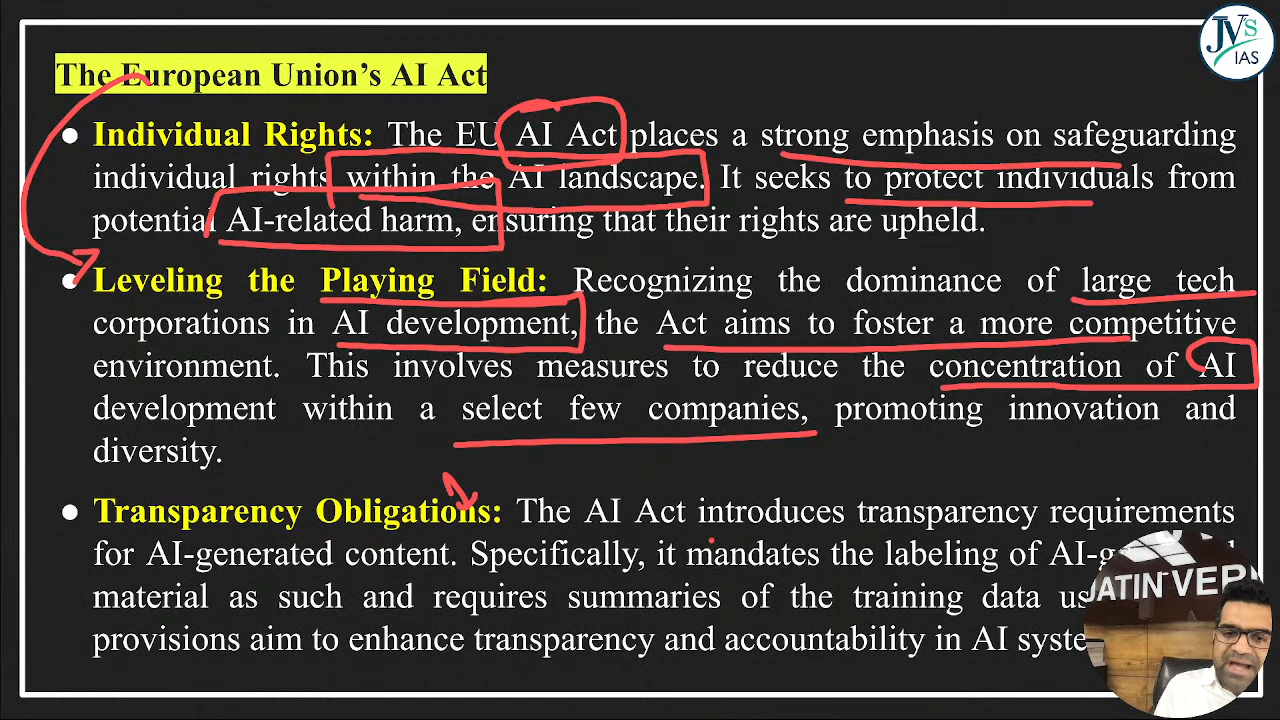 JV's
IAS
The European Union's AI Act
● Individual Rights: The EU AI Act places a strong emphasis on safeguarding
individual rights within the AI landscape. It seeks to protect individuals from
potential AI-related harm, ensuring that their rights are upheld.
● Leveling the Playing Field: Recognizing the dominance of large tech
corporations in AI development, the Act aims to foster a more competitive
environment. This involves measures to reduce the concentration of AI
development within a select few companies, promoting innovation and
diversity.
● Transparency Obligations: The AI Act introduces transparency requirements
for AI-generated content. Specifically, it mandates the labeling of
material as such and requires summaries of the training data
provisions aim to enhance transparency and accountability in AI
JATIN VER